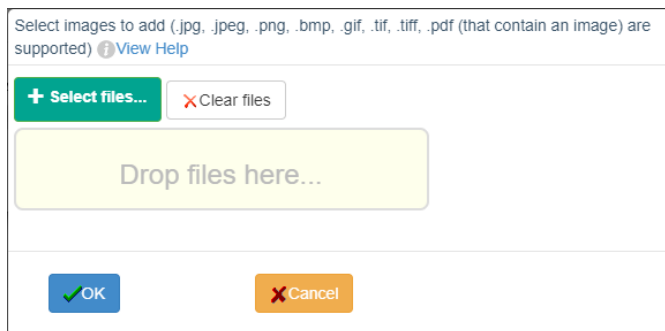 Select images to add (.jpg, .jpeg, .png, .bmp, .gif, .tif, .tiff, .pdf (that contain an image) are
supported) i View Help
+ Select files...
Clear files
Drop files here...
OK
Cancel